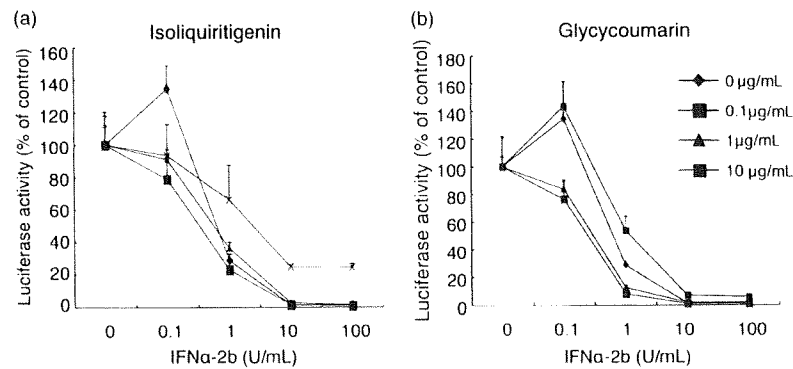 (a)
Isoliquiritigenin
Luciferase activity (% of control)
160
140
120
100
80
60
40
20
0
0 0.1 1 10 100
IFNα-2b (U/mL)
(b)
Glycycoumarin
Luciferase activity (% of control)
180
160
140
120
100
80
60
40
20
0
0 0.1 1 10 100
IFNα-2b (U/mL)
0 µg/mL
0.1µg/mL
1µg/mL
10 µg/mL